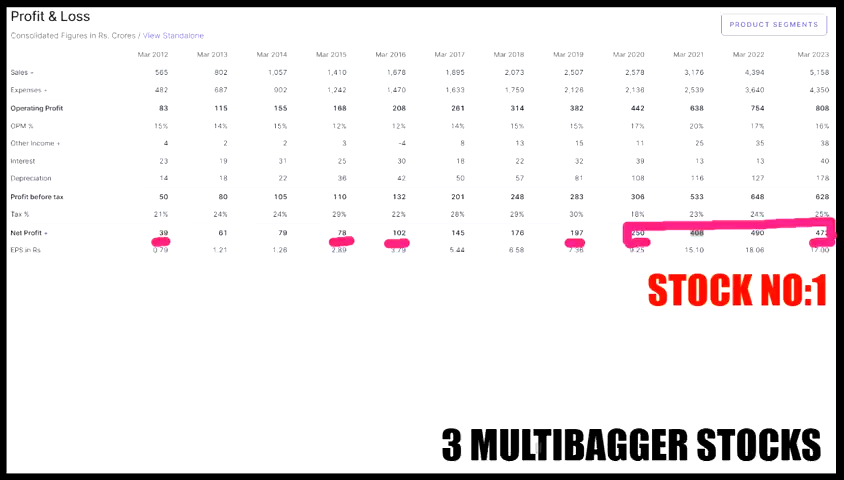 Profit & Loss
PRODUCT SEGMENTS
Consolidated Figures in Rs. Crores / View Standalone
Mar 2012 Mar 2013 Mar 2014 Mar 2015 Mar 2016 Mar 2017 Mar 2018 Mar 2019 Mar 2020 Mar 2021 Mar 2022 Mar 2023
Sales + 565 802 1,057 1,410 1,678 1,895 2,073 2,507 2,578 3,176 4,394 5,158
Expenses + 482 687 902 1,242 1,470 1,633 1,759 2,126 2,136 2,539 3,640 4,350
Operating Profit 83 115 155 168 208 261 314 382 442 638 754 808
OPM % 15% 14% 15% 12% 12% 14% 15% 15% 17% 20% 17% 16%
Other Income + 4 2 2 3 -4 8 13 15 11 25 35 38
Interest 23 19 31 25 30 18 22 32 39 13 13 40
Depreciation 14 18 22 36 42 50 57 81 108 116 127 178
Profit before tax 50 80 105 110 132 201 248 283 306 533 648 628
Tax % 21% 24% 24% 29% 22% 28% 29% 30% 18% 23% 24% 25%
Net Profit + 39 61 79 78 102 145 176 197 250 408 490 473
EPS in Rs 0.79 1.21 1.26 2.89 3.79 5.44 6.58 7.36 9.25 15.10 18.06 17.00
STOCK NO:1
3 MULTIBAGGER STOCKS